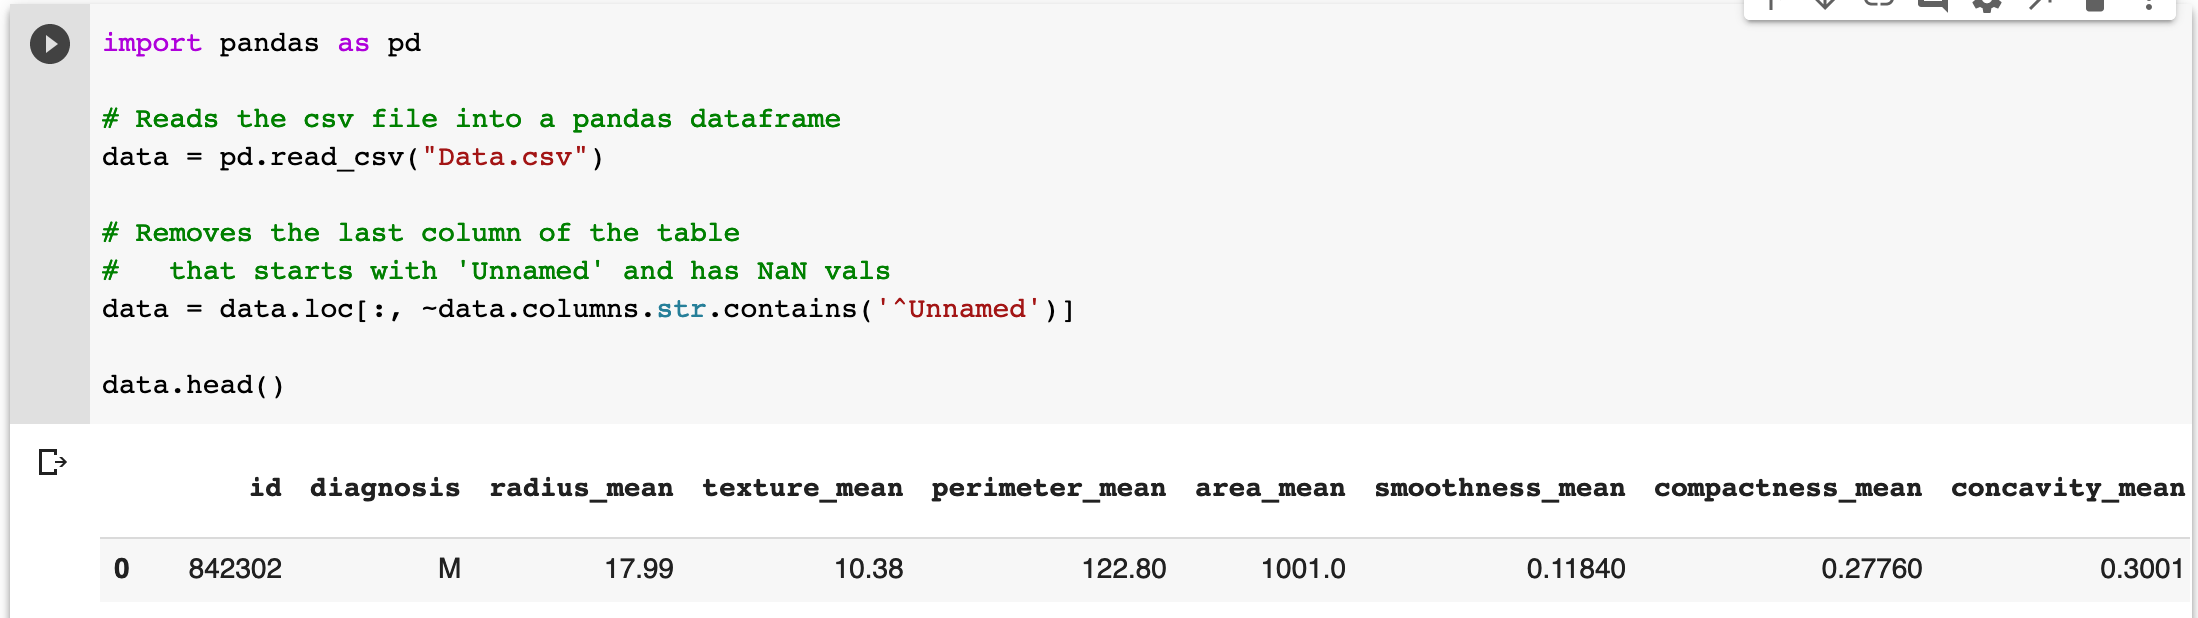 import pandas as pd
# Reads the csv file into a pandas dataframe
data = pd.read_csv("Data.csv")
# Removes the last column of the table
#   that starts with 'Unnamed' and has NaN vals
data = data.loc[:, ~data.columns.str.contains('^Unnamed')]
data.head()
id diagnosis radius_mean texture_mean perimeter_mean area_mean smoothness_mean compactness_mean concavity_mean
0 842302 M 17.99 10.38 122.80 1001.0 0.11840 0.27760 0.3001